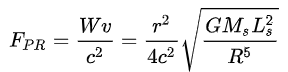 F_{PR} = \frac{Wv}{c^2} = \frac{r^2}{4c^2} \sqrt{\frac{GM_s L_s^2}{R^5}}